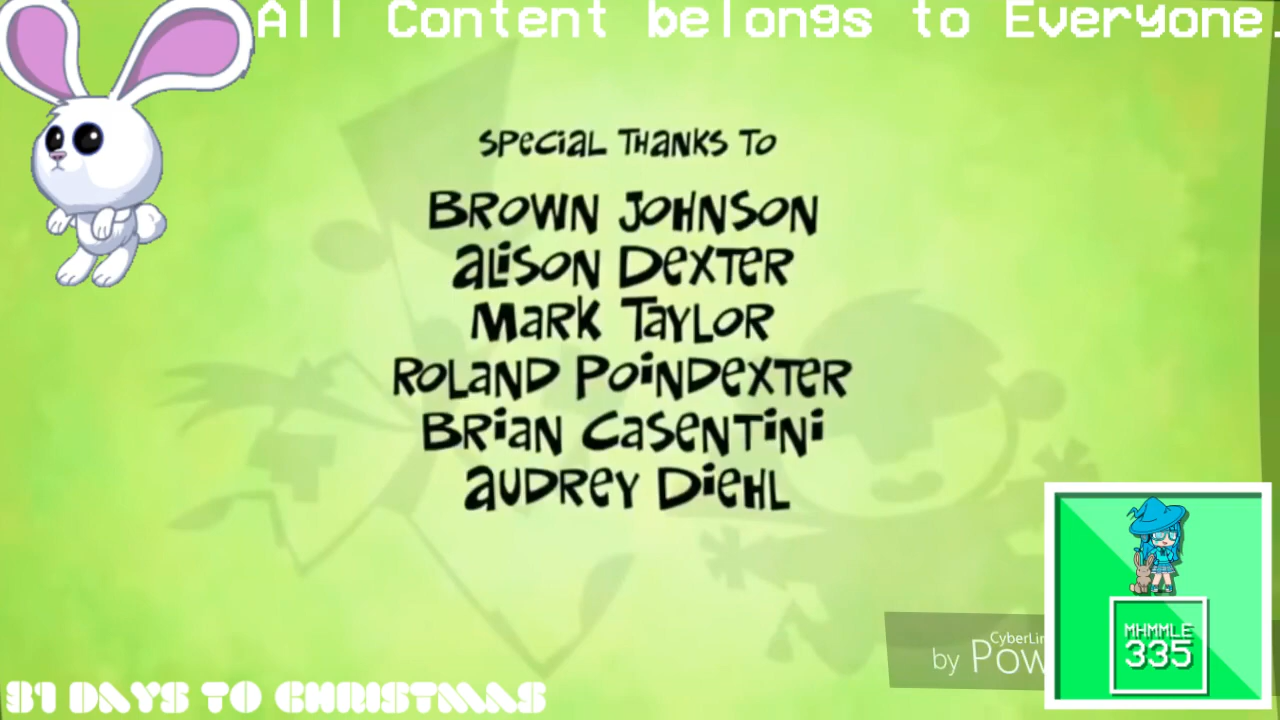 All Content belongs to Everyone.
SPECIAL THANKS TO
BROWN JOHNSON
ALISON DEXTER
MARK TAYLOR
ROLAND POINDEXTER
BRIAN CASENTINI
AUDREY DIEHL
by
MHMMLE
335
31 DAYS TO CHRISTMAS